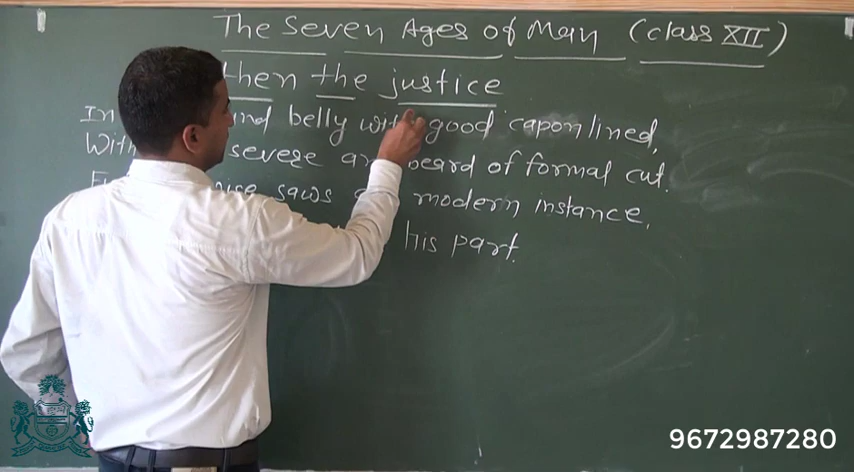 The Seven Ages of Man (class XII)
then the justice
In belly with good capon lined,
With severe and beard of formal cut.
saws modern instance,
his part.
9672987280